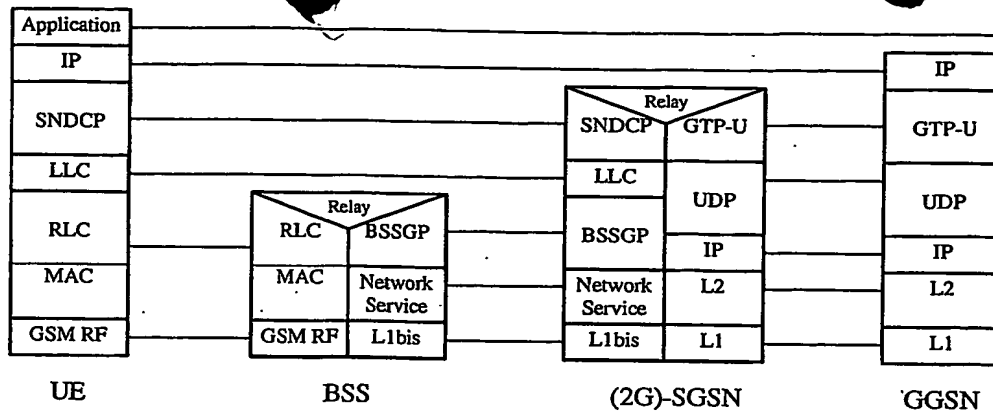 Application
IP
SNDCP
LLC
RLC
MAC
GSM RF
UE
Relay
RLC BSSGP
MAC Network Service
GSM RF L1bis
BSS
Relay
SNDCP GTP-U
LLC
UDP
BSSGP
IP
Network Service L2
L1bis L1
(2G)-SGSN
IP
GTP-U
UDP
IP
L2
L1
GGSN